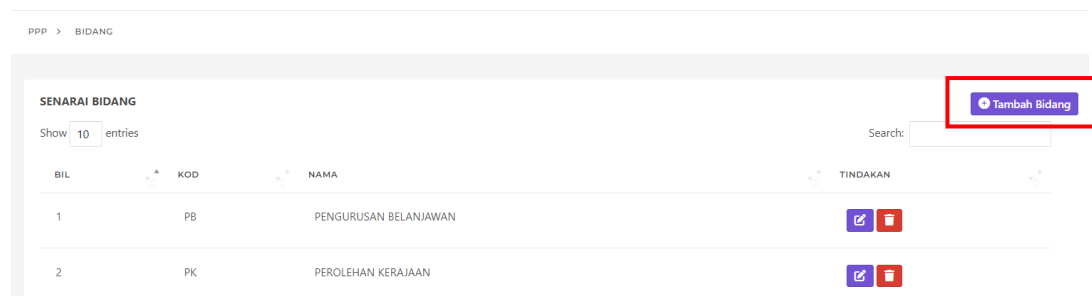 PPP > BIDANG
SENARAI BIDANG
Tambah Bidang
Show 10 entries
Search:
BIL KOD NAMA TINDAKAN
1 PB PENGURUSAN BELANJAWAN
2 PK PEROLEHAN KERAJAAN